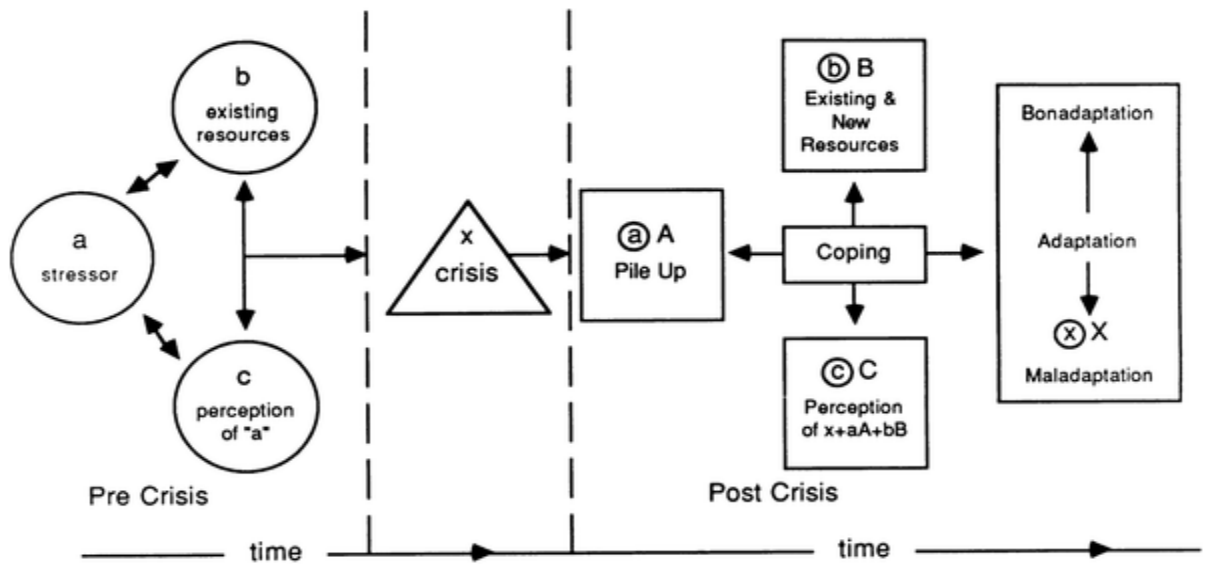 b
existing
resources
a
stressor
c
perception
of "a"
Pre Crisis
x
crisis
a A
Pile Up
b B
Existing &
New
Resources
Coping
c C
Perception
of x+aA+bB
Post Crisis
Bonadaptation
Adaptation
x X
Maladaptation
time
time